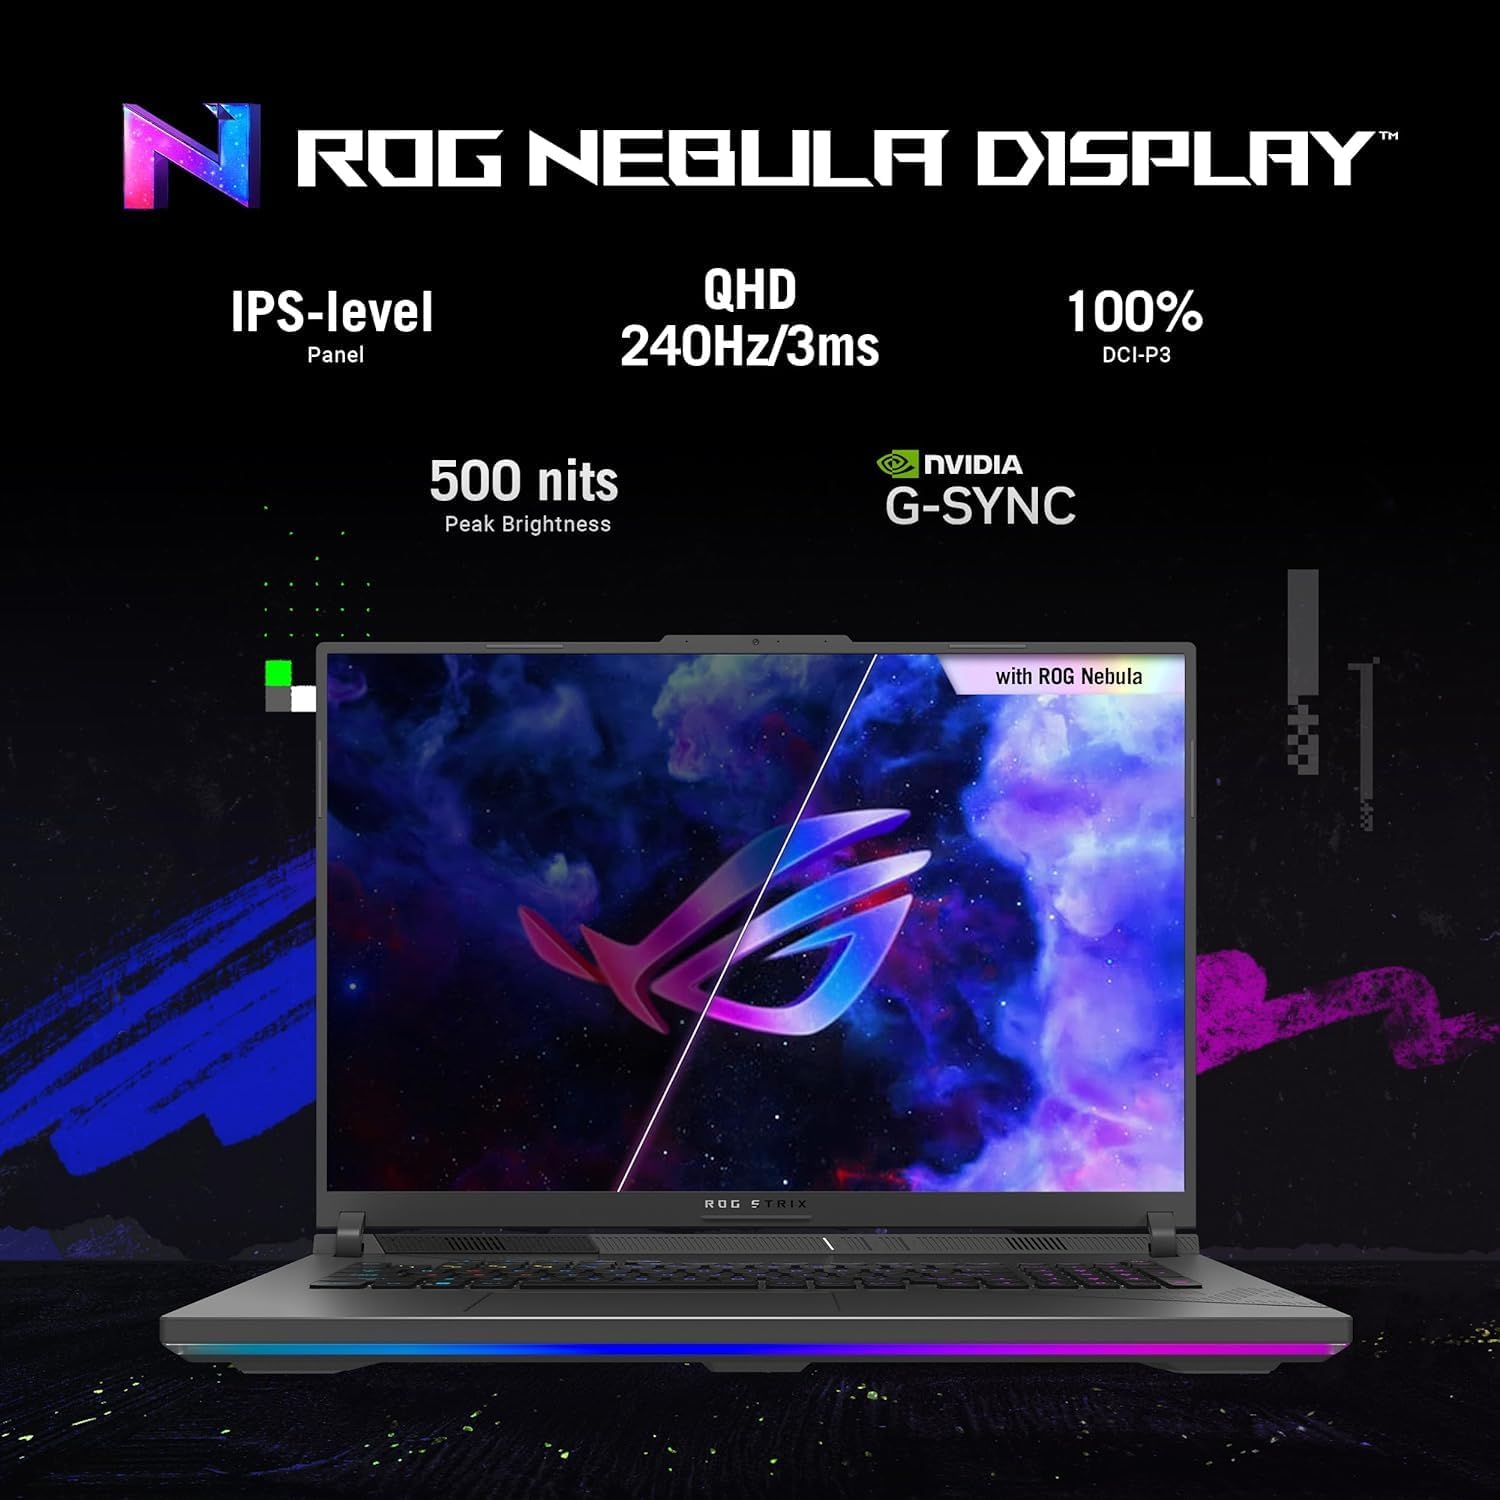 ROG NEBULA DISPLAY™
IPS-level
Panel
QHD
240Hz/3ms
100%
DCI-P3
500 nits
Peak Brightness
NVIDIA
G-SYNC
with ROG Nebula
ROG STRIX